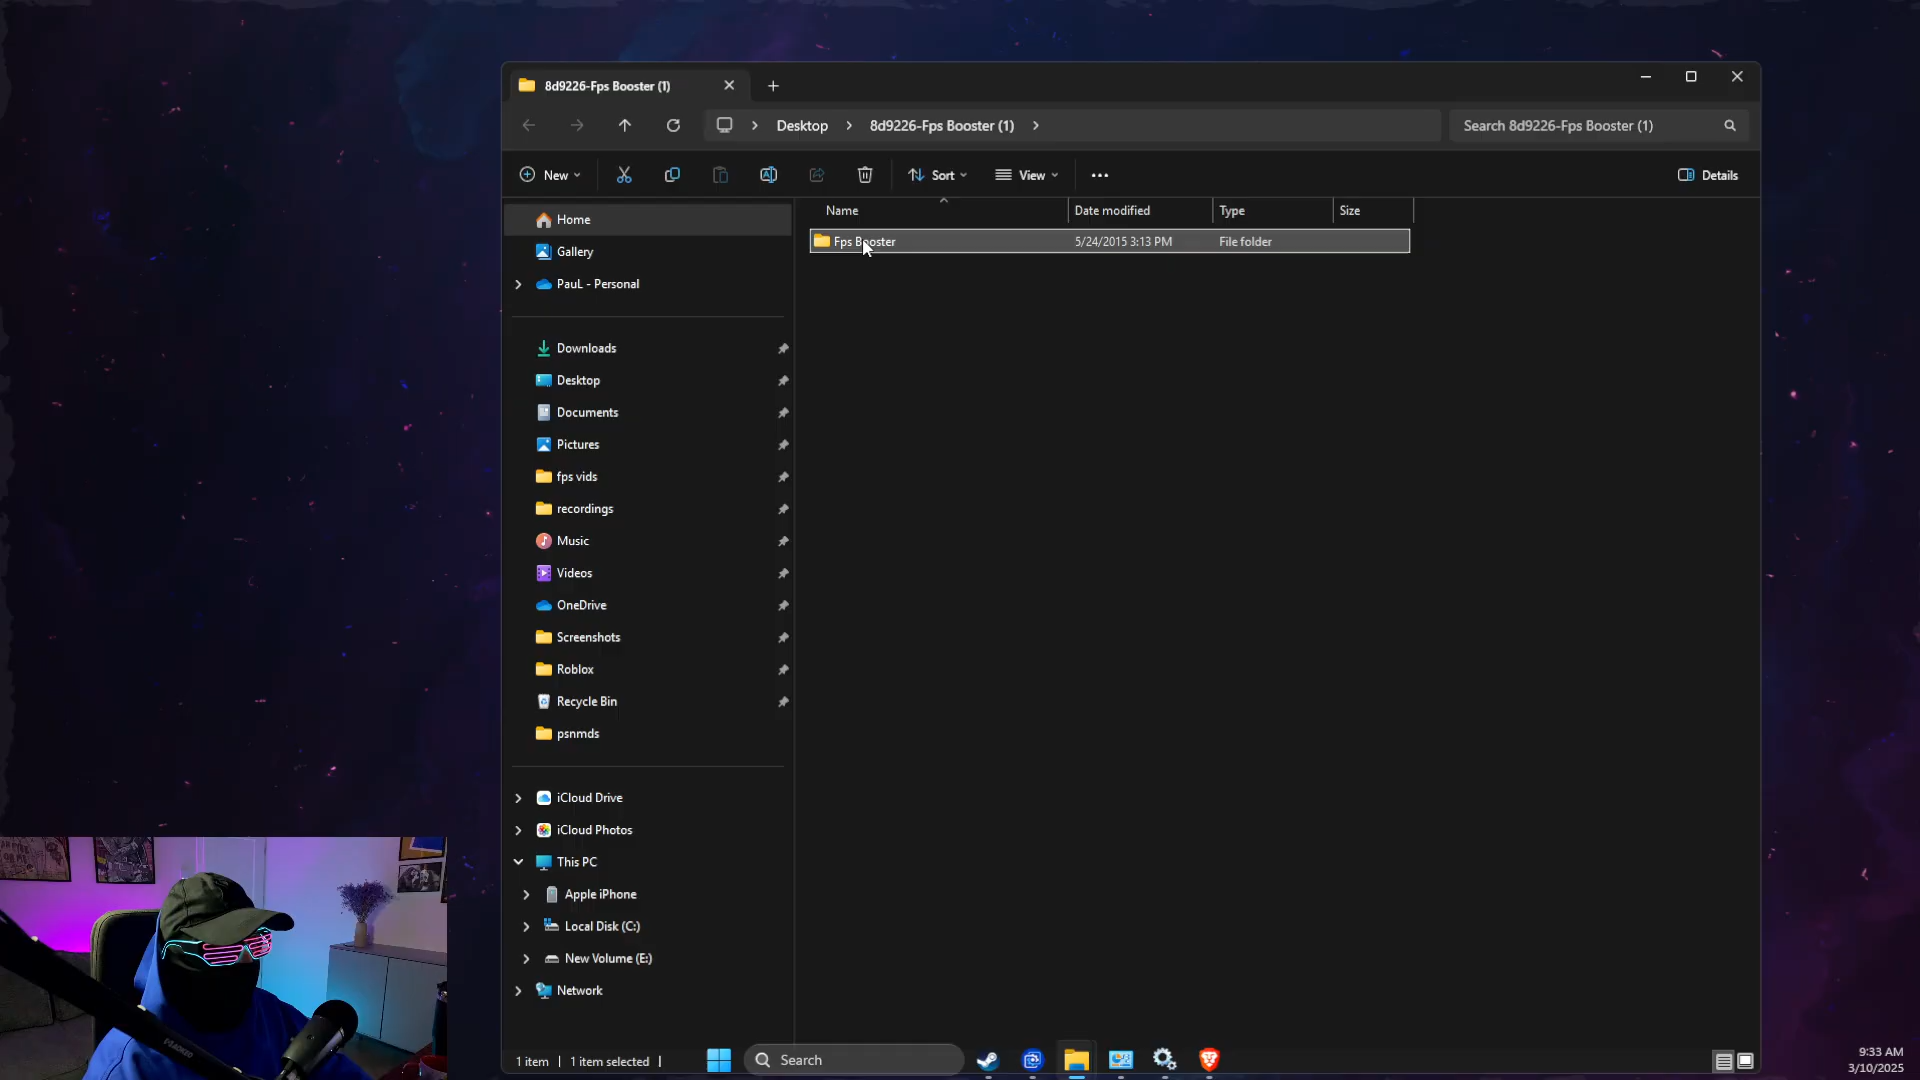 8d9226-Fps Booster (1)
Desktop
8d9226-Fps Booster (1)
Search 8d9226-Fps Booster (1)
New
Sort
View
Details
Name
Date modified
Type
Size
Fps Booster
5/24/2015 3:13 PM
File folder
Home
Gallery
PauL - Personal
Downloads
Desktop
Documents
Pictures
fps vids
recordings
Music
Videos
OneDrive
Screenshots
Roblox
Recycle Bin
psnmds
iCloud Drive
iCloud Photos
This PC
Apple iPhone
Local Disk (C:)
New Volume (E:)
Network
1 item
1 item selected
Search
9:33 AM
3/10/2025